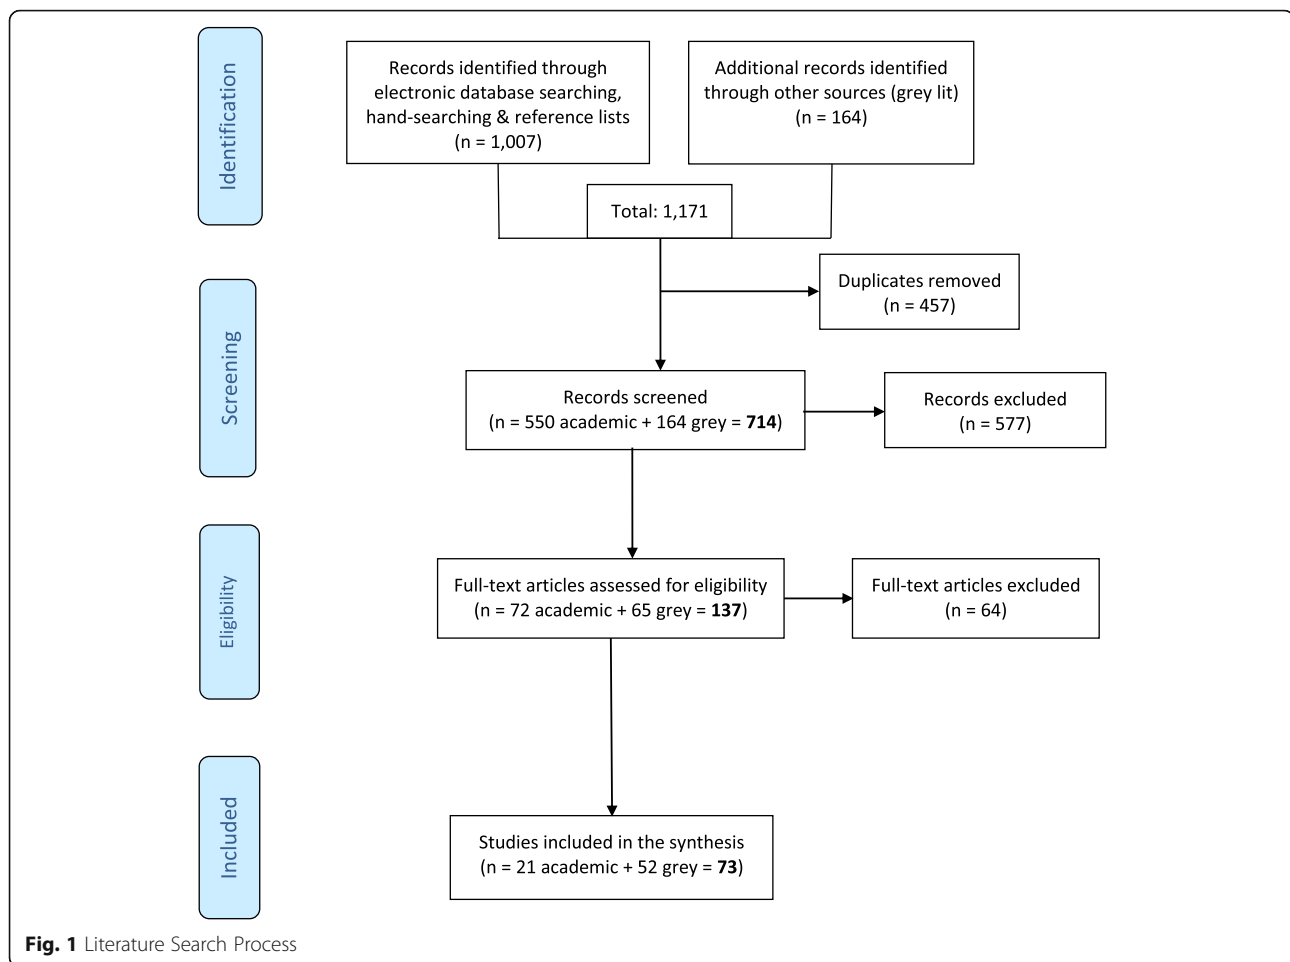 Identification
Records identified through
electronic database searching,
hand-searching & reference lists
(n = 1,007)
Additional records identified
through other sources (grey lit)
(n = 164)
Total: 1,171
Duplicates removed
(n = 457)
Screening
Records screened
(n = 550 academic + 164 grey = 714)
Records excluded
(n = 577)
Eligibility
Full-text articles assessed for eligibility
(n = 72 academic + 65 grey = 137)
Full-text articles excluded
(n = 64)
Included
Studies included in the synthesis
(n = 21 academic + 52 grey = 73)
Fig. 1 Literature Search Process